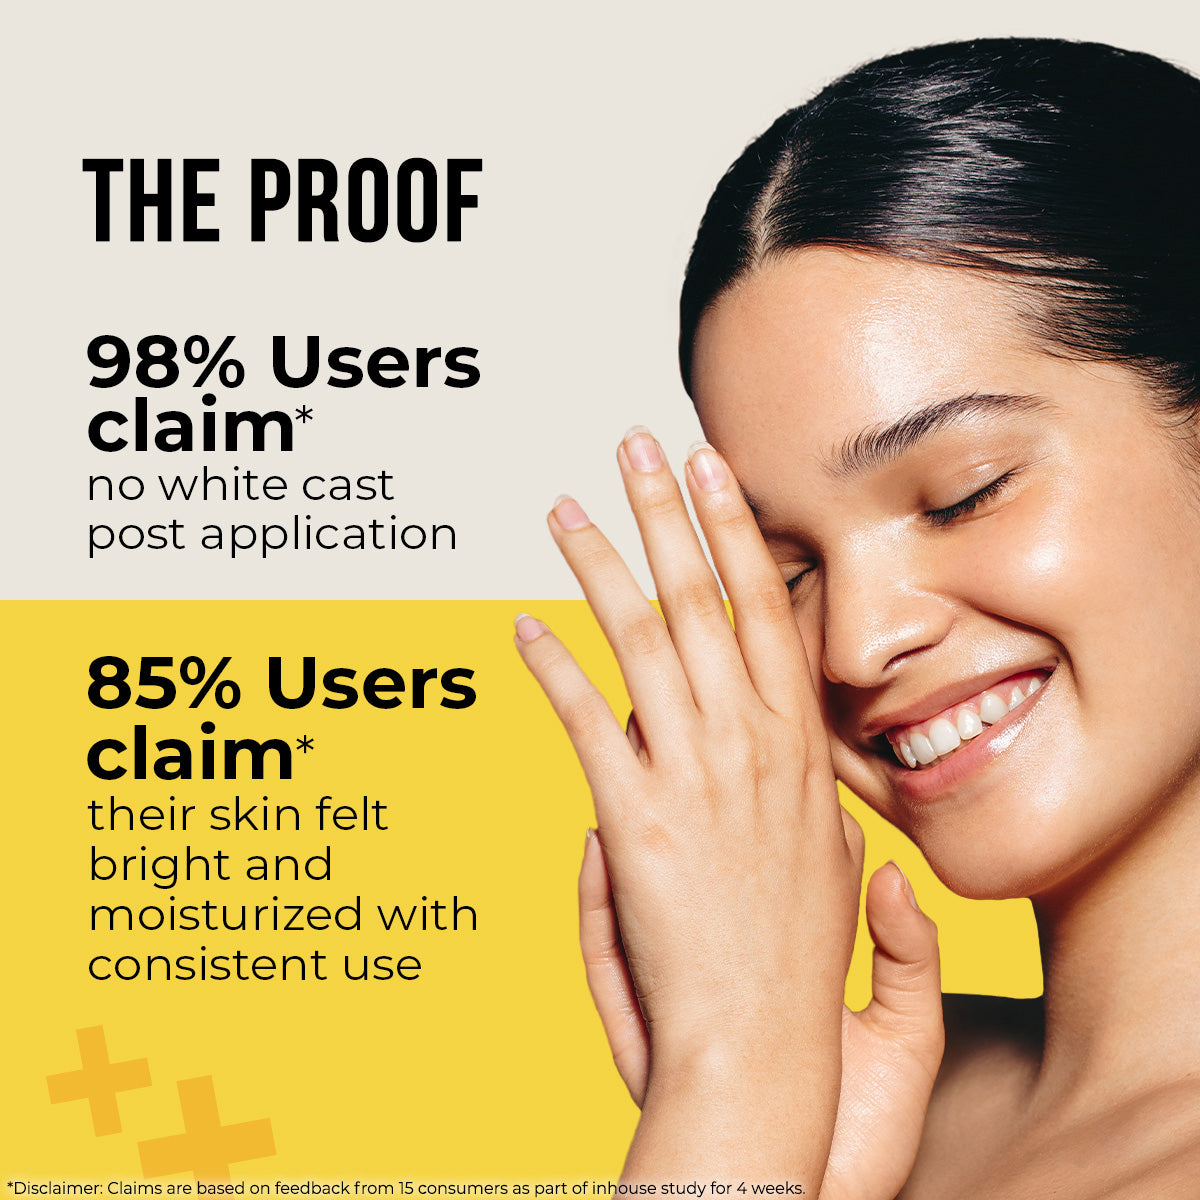 THE PROOF
98% Users
claim*
no white cast
post application
85% Users
claim*
their skin felt
bright and
moisturized with
consistent use
*Disclaimer: Claims are based on feedback from 15 consumers as part of inhouse study for 4 weeks.